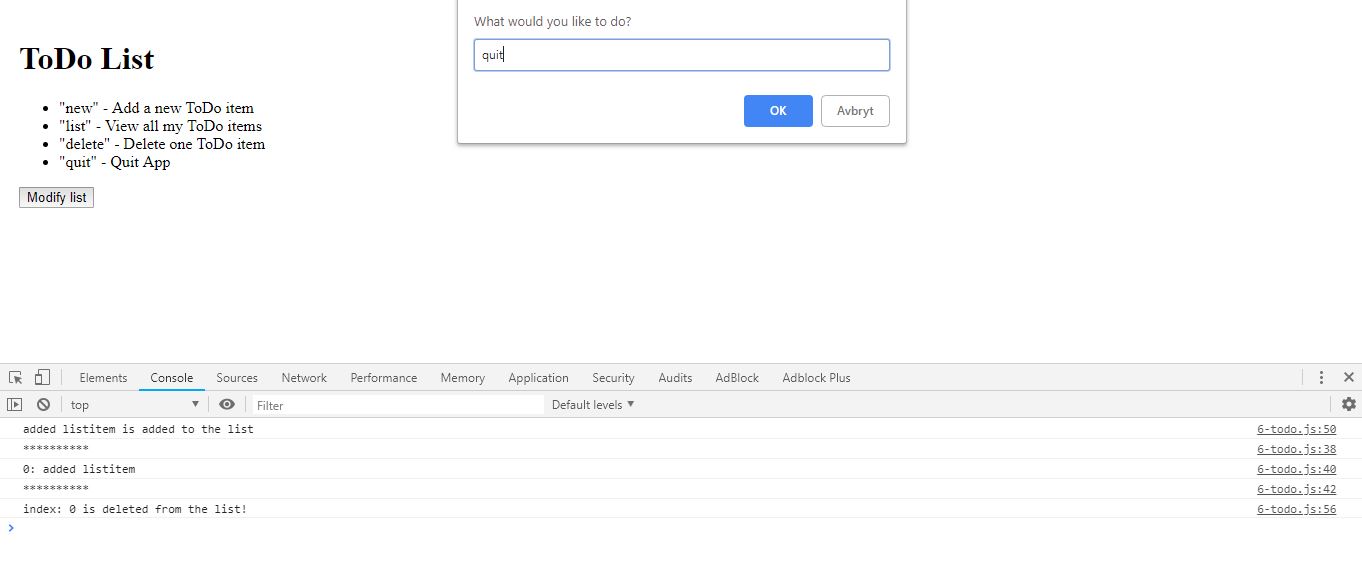 What would you like to do?
quit
OK Avbryt
ToDo List
"new" - Add a new ToDo item
"list" - View all my ToDo items
"delete" - Delete one ToDo item
"quit" - Quit App
Modify list
Elements Console Sources Network Performance Memory Application Security Audits AdBlock Adblock Plus
top Filter Default levels
added listitem is added to the list 6-todo.js:50
********** 6-todo.js:38
0: added listitem 6-todo.js:40
********** 6-todo.js:42
index: 0 is deleted from the list! 6-todo.js:56